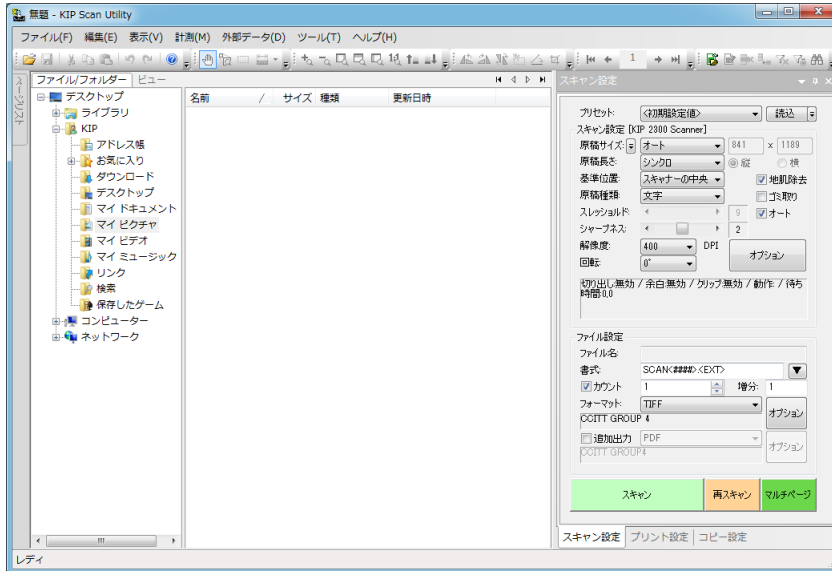 無題 - KIP Scan Utility
ファイル(F) 編集(E) 表示(V) 計測(M) 外部データ(D) ツール(T) ヘルプ(H)
1
ページリスト
ファイル/フォルダー ビュー
スキャン設定
デスクトップ
ライブラリ
KIP
アドレス帳
お気に入り
ダウンロード
デスクトップ
マイ ドキュメント
マイ ピクチャ
マイ ビデオ
マイ ミュージック
リンク
検索
保存したゲーム
コンピューター
ネットワーク
名前 / サイズ 種類 更新日時
プリセット: <初期設定値> 読込
スキャン設定 [KIP 2300 Scanner]
原稿サイズ: オート 841 x 1189
原稿長さ: シンクロ 縦 横
基準位置: スキャナーの中央 地肌除去
原稿種類: 文字 ゴミ取り
スレッショルド: 9 オート
シャープネス: 2
解像度: 400 DPI オプション
回転: 0°
切り出し:無効 / 余白:無効 / クリップ:無効 / 動作: / 待ち
時間:0.0
ファイル設定
ファイル名:
書式: SCAN<####>.<EXT>
カウント 1 増分: 1
フォーマット: TIFF オプション
CCITT GROUP 4
追加出力 PDF オプション
CCITT GROUP4
スキャン 再スキャン マルチページ
スキャン設定 プリント設定 コピー設定
レディ